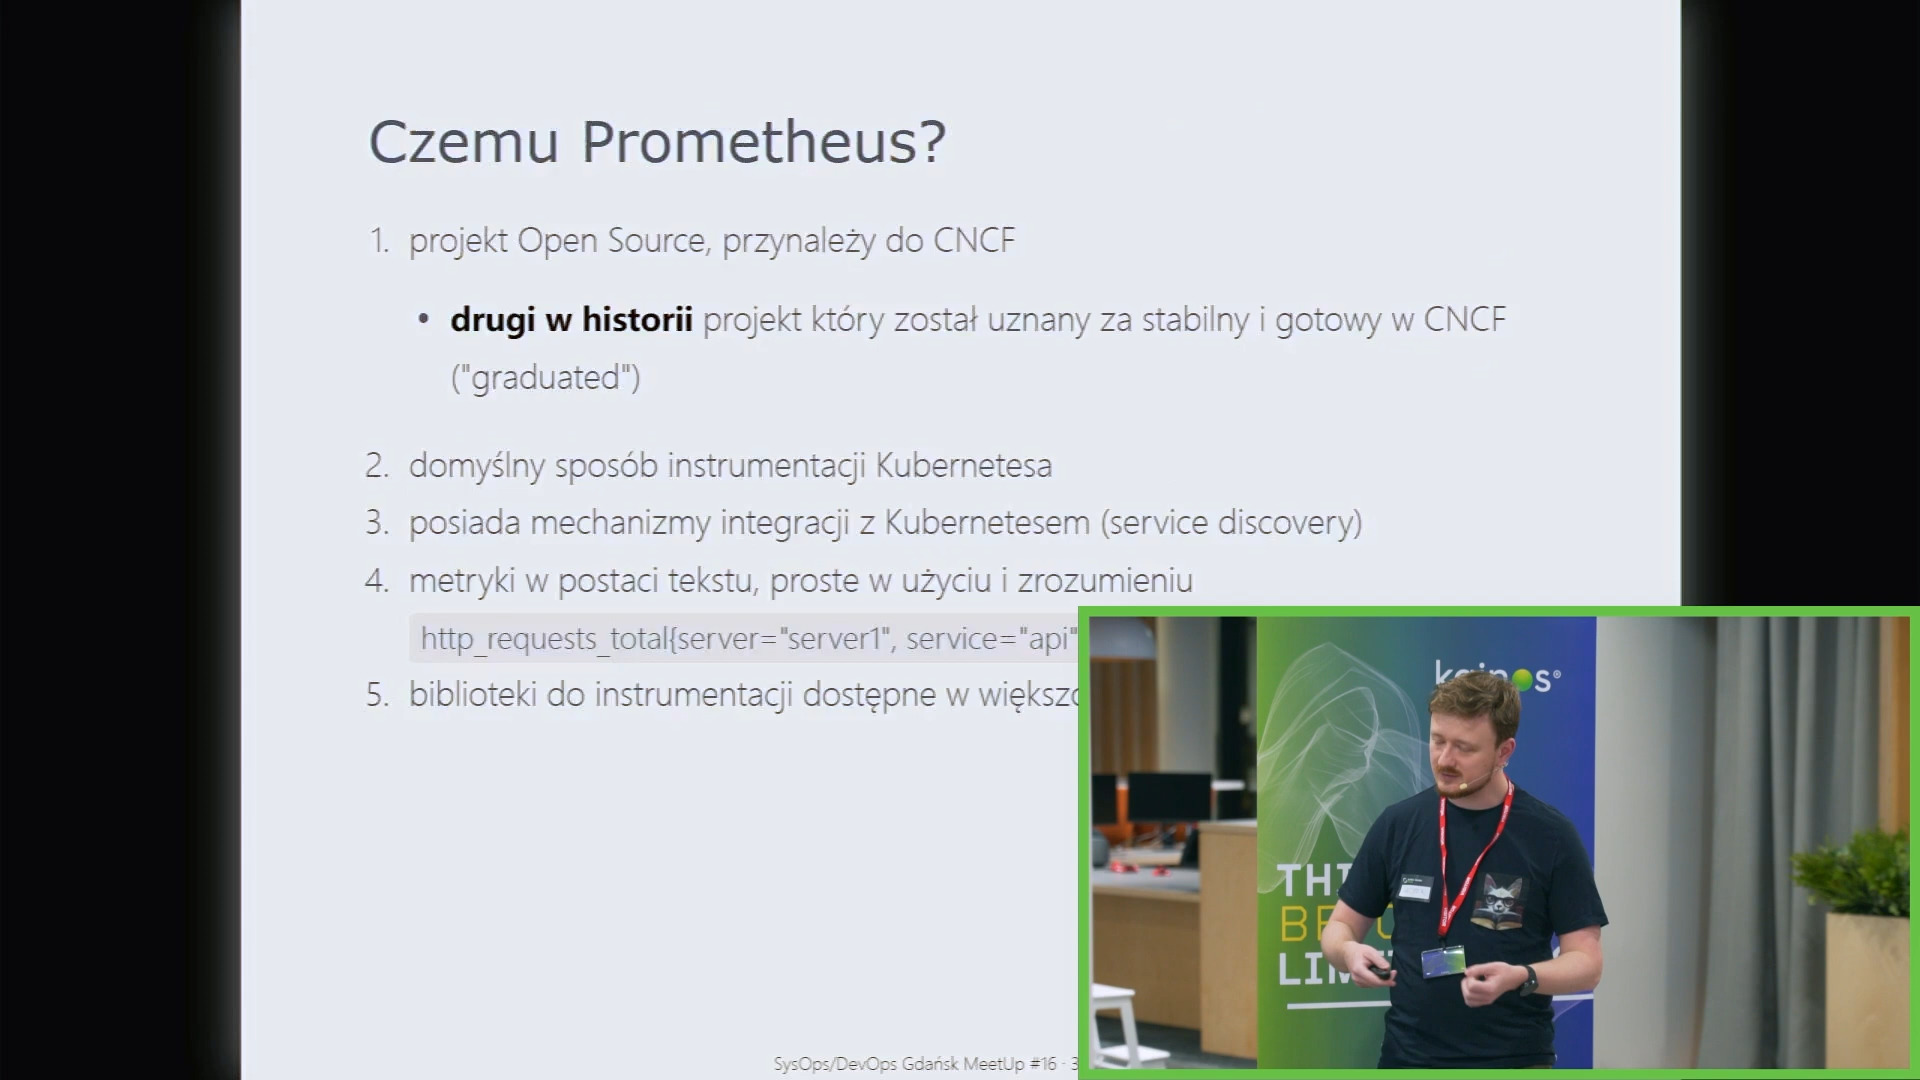 Czemu Prometheus?
1. projekt Open Source, przynależy do CNCF
• drugi w historii projekt który został uznany za stabilny i gotowy w CNCF
("graduated")
2. domyślny sposób instrumentacji Kubernetesa
3. posiada mechanizmy integracji z Kubernetesem (service discovery)
4. metryki w postaci tekstu, proste w użyciu i zrozumieniu
http_requests_total{server="server1", service="api"
5. biblioteki do instrumentacji dostępne w
SysOps/DevOps Gdańsk MeetUp #16 · 3